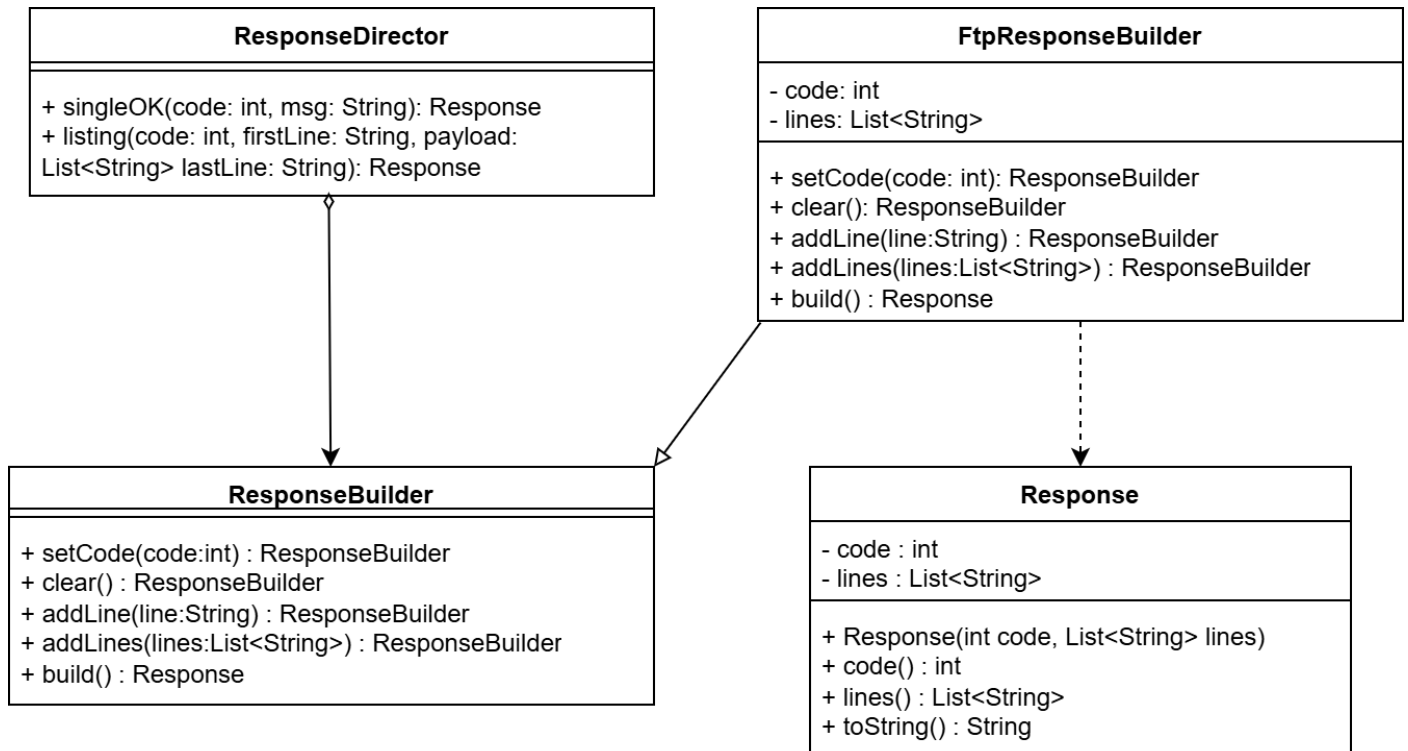 ResponseDirector
+ singleOK(code: int, msg: String): Response
+ listing(code: int, firstLine: String, payload:
List<String> lastLine: String): Response
FtpResponseBuilder
- code: int
- lines: List<String>
+ setCode(code: int): ResponseBuilder
+ clear(): ResponseBuilder
+ addLine(line:String) : ResponseBuilder
+ addLines(lines:List<String>) : ResponseBuilder
+ build() : Response
ResponseBuilder
+ setCode(code:int) : ResponseBuilder
+ clear() : ResponseBuilder
+ addLine(line:String) : ResponseBuilder
+ addLines(lines:List<String>) : ResponseBuilder
+ build() : Response
Response
- code : int
- lines : List<String>
+ Response(int code, List<String> lines)
+ code() : int
+ lines() : List<String>
+ toString() : String